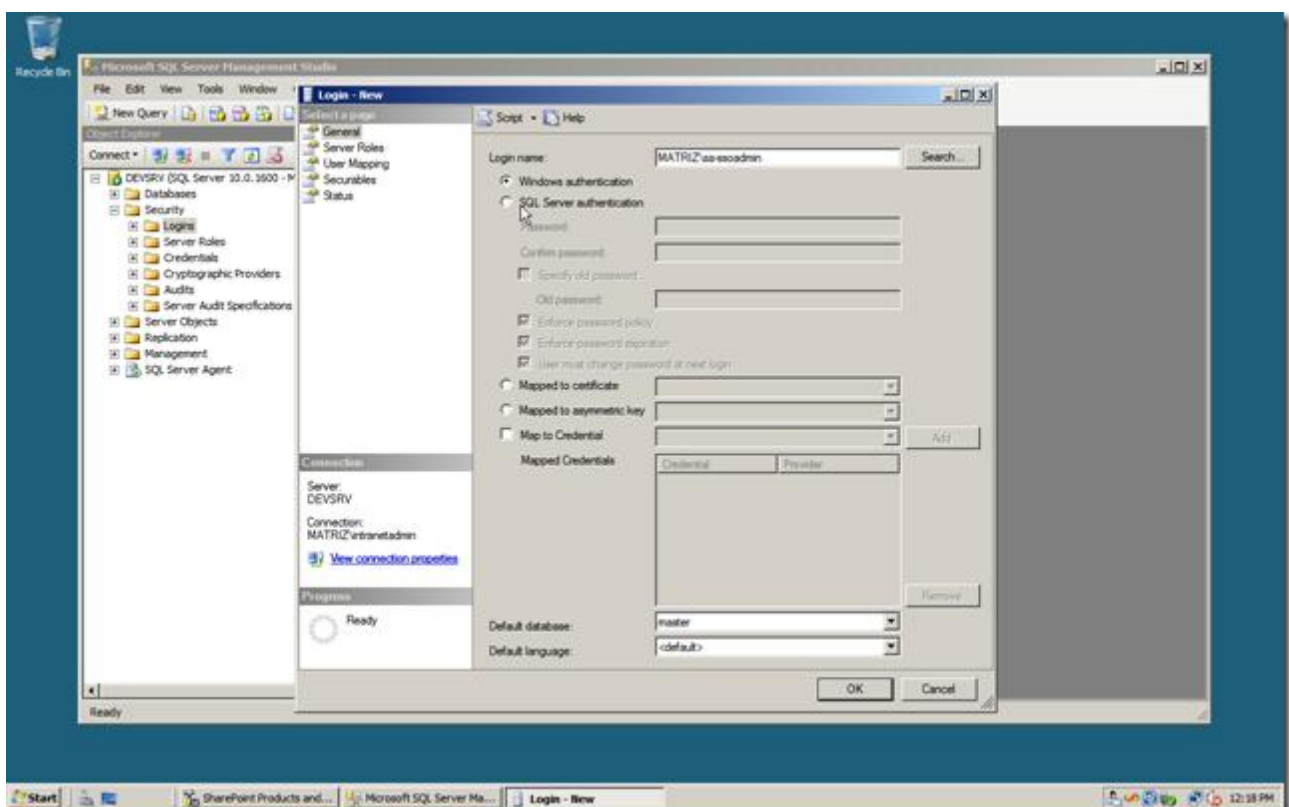 Recycle Bin
Microsoft SQL Server Management Studio
File Edit View Tools Window
New Query
Object Explorer
Connect
DEVSRV (SQL Server 10.0.1600 - M
Databases
Security
Logins
Server Roles
Credentials
Cryptographic Providers
Audits
Server Audit Specifications
Server Objects
Replication
Management
SQL Server Agent
Ready
Login - New
Select a page
General
Server Roles
User Mapping
Securables
Status
Connection
Server:
DEVSRV
Connection:
MATRIZ\intranetadmin
View connection properties
Progress
Ready
Script Help
Login name: Search...
Windows authentication
SQL Server authentication
Password:
Confirm password:
Specify old password
Old password:
Enforce password policy
Enforce password expiration
User must change password at next login
Mapped to certificate
Mapped to asymmetric key
Map to Credential Add
Mapped Credentials Credential Provider
Remove
Default database: master
Default language: <default>
OK Cancel
Start SharePoint Products and... Microsoft SQL Server Ma... Login - New 12:18 PM